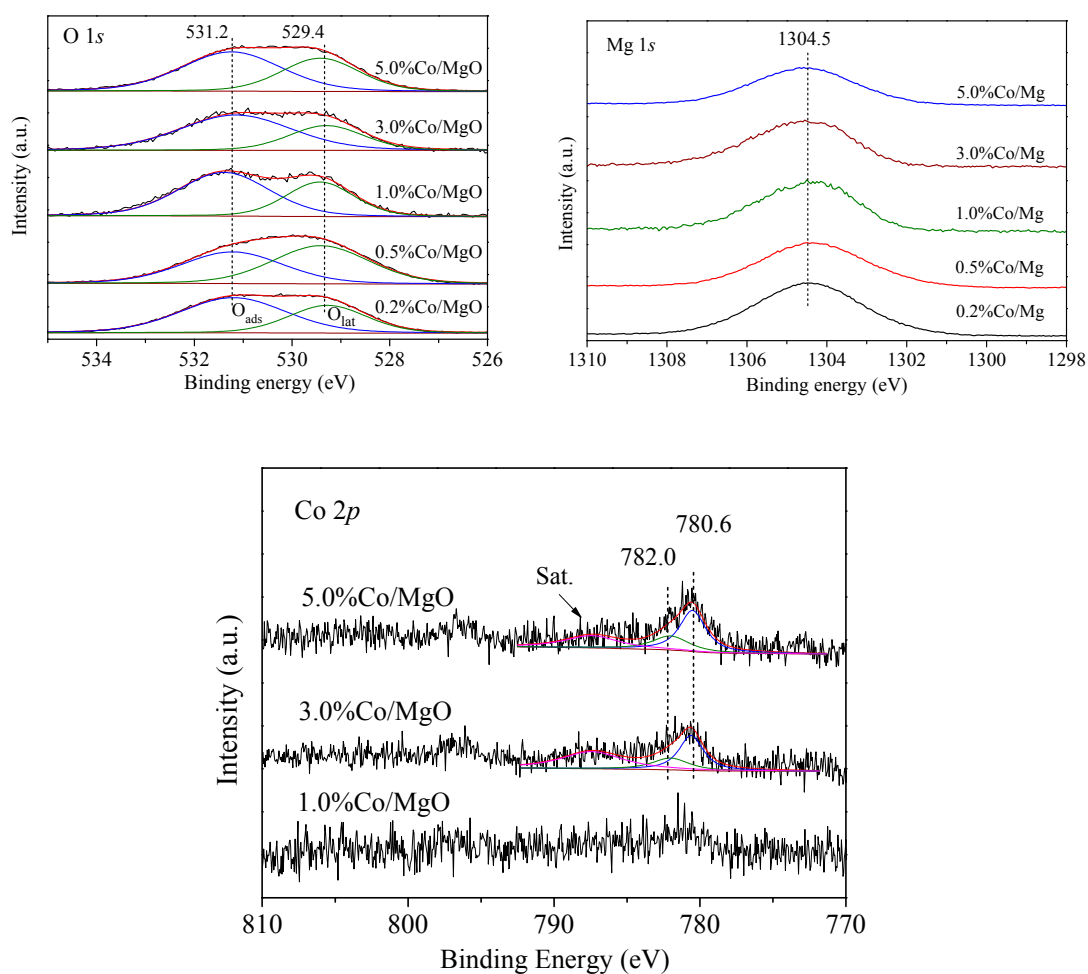 O 1s
531.2 529.4
5.0%Co/MgO
3.0%Co/MgO
1.0%Co/MgO
0.5%Co/MgO
0.2%Co/MgO
O_ads O_lat
534 532 530 528 526
Binding energy (eV)
Intensity (a.u.)
Mg 1s
1304.5
5.0%Co/Mg
3.0%Co/Mg
1.0%Co/Mg
0.5%Co/Mg
0.2%Co/Mg
1310 1308 1306 1304 1302 1300 1298
Binding energy (eV)
Intensity (a.u.)
Co 2p
780.6
782.0
Sat.
5.0%Co/MgO
3.0%Co/MgO
1.0%Co/MgO
810 800 790 780 770
Binding Energy (eV)
Intensity (a.u.)